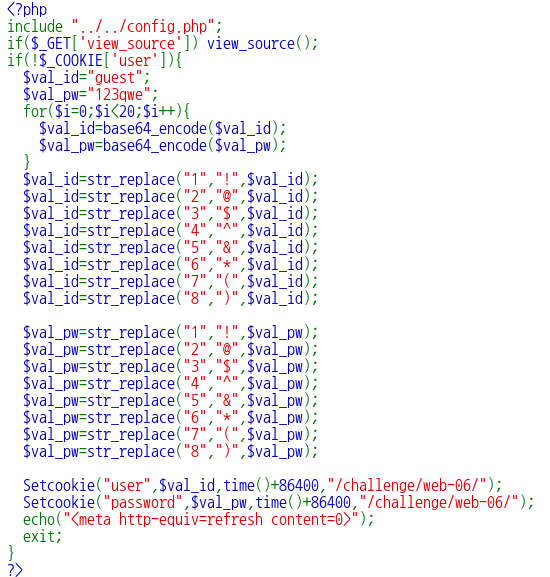 <?php
include "../../config.php";
if($_GET['view_source']) view_source();
if(!$_COOKIE['user']){
  $val_id="guest";
  $val_pw="123qwe";
  for($i=0;$i<20;$i++){
    $val_id=base64_encode($val_id);
    $val_pw=base64_encode($val_pw);
  }
  $val_id=str_replace("1","!",$val_id);
  $val_id=str_replace("2","@",$val_id);
  $val_id=str_replace("3","$",$val_id);
  $val_id=str_replace("4","^",$val_id);
  $val_id=str_replace("5","&",$val_id);
  $val_id=str_replace("6","*",$val_id);
  $val_id=str_replace("7","(",$val_id);
  $val_id=str_replace("8",")",$val_id);

  $val_pw=str_replace("1","!",$val_pw);
  $val_pw=str_replace("2","@",$val_pw);
  $val_pw=str_replace("3","$",$val_pw);
  $val_pw=str_replace("4","^",$val_pw);
  $val_pw=str_replace("5","&",$val_pw);
  $val_pw=str_replace("6","*",$val_pw);
  $val_pw=str_replace("7","(",$val_pw);
  $val_pw=str_replace("8",")",$val_pw);

  Setcookie("user",$val_id,time()+86400,"/challenge/web-06/");
  Setcookie("password",$val_pw,time()+86400,"/challenge/web-06/");
  echo("<meta http-equiv=refresh content=0>");
  exit;
}
?>